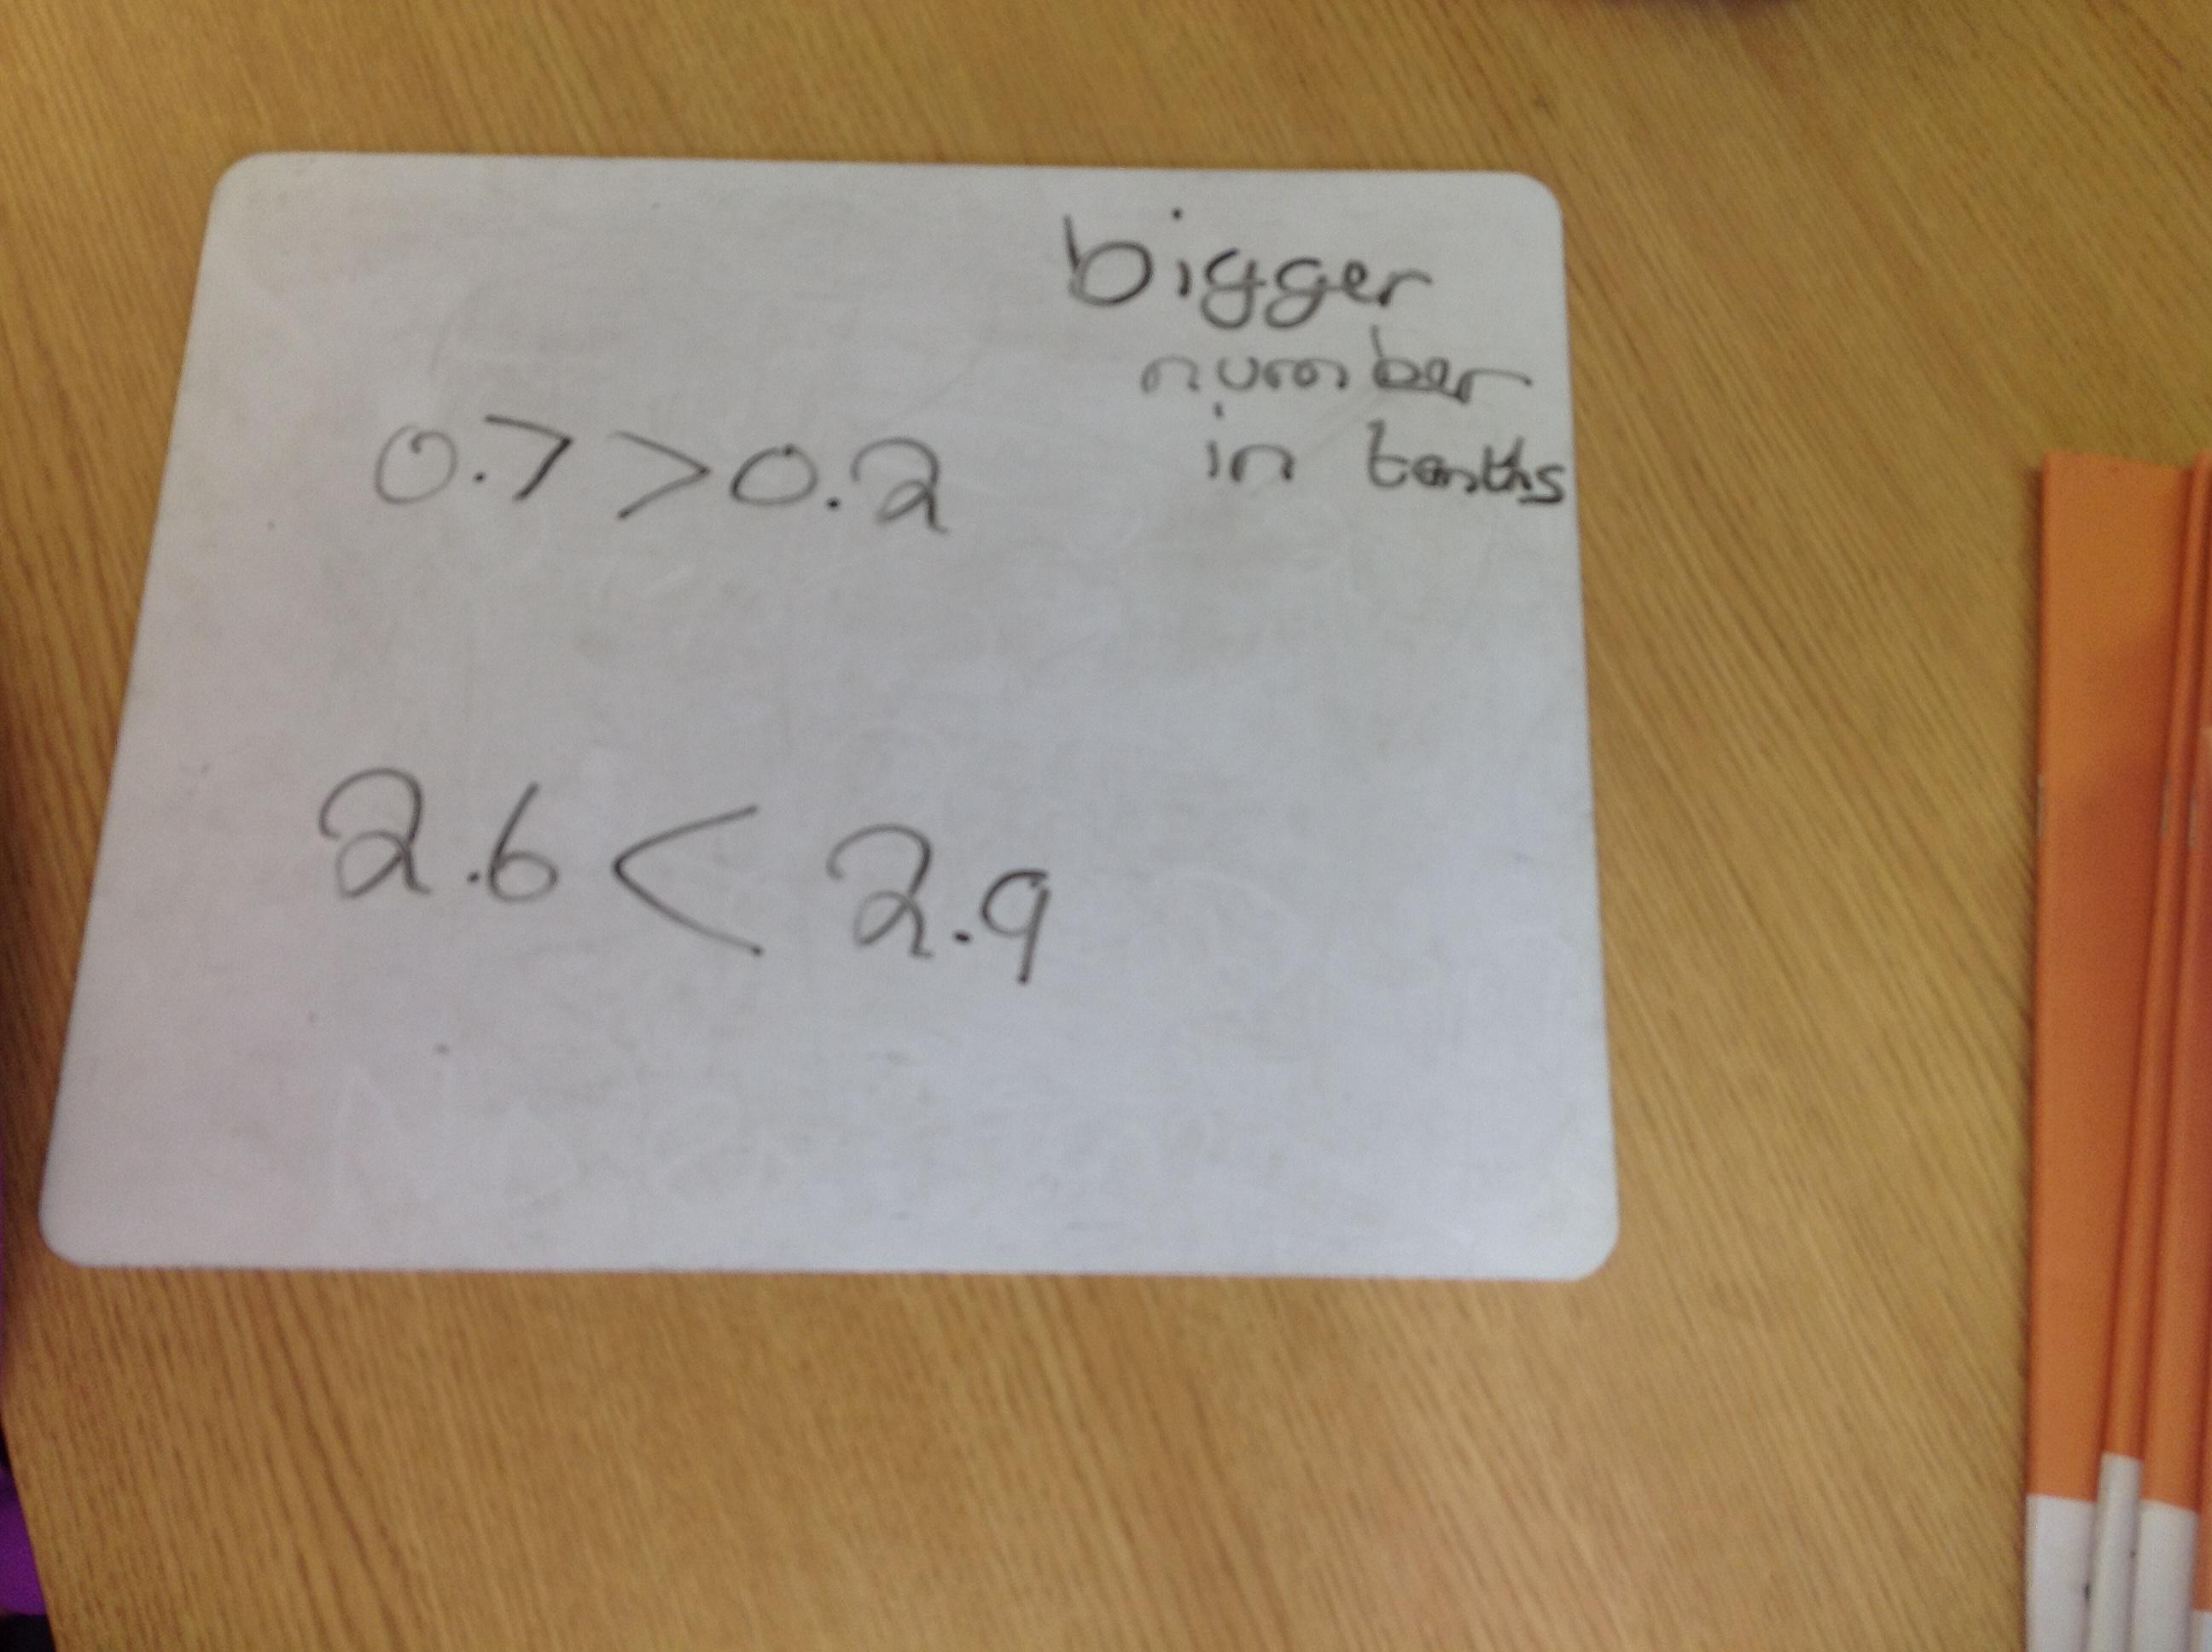 bigger
number
in tenths
0.7 > 0.2
2.6 < 2.9